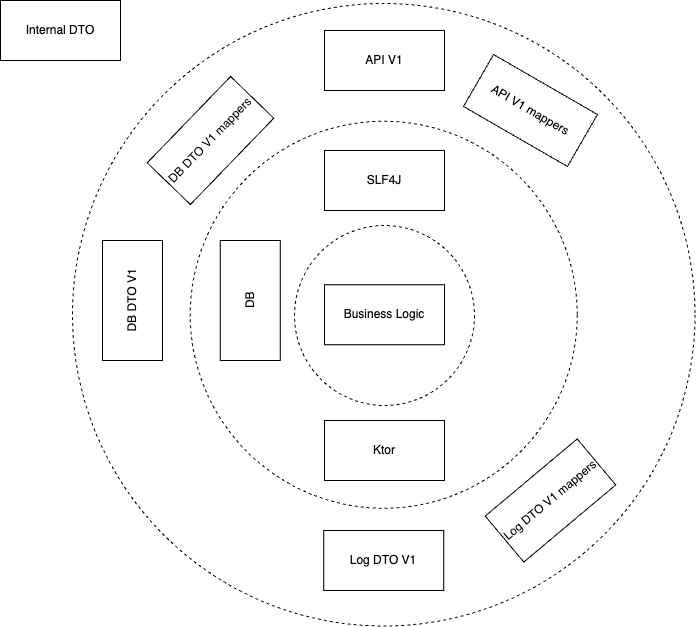 Internal DTO
API V1
API V1 mappers
DB DTO V1 mappers
SLF4J
DB DTO V1
DB
Business Logic
Ktor
Log DTO V1 mappers
Log DTO V1